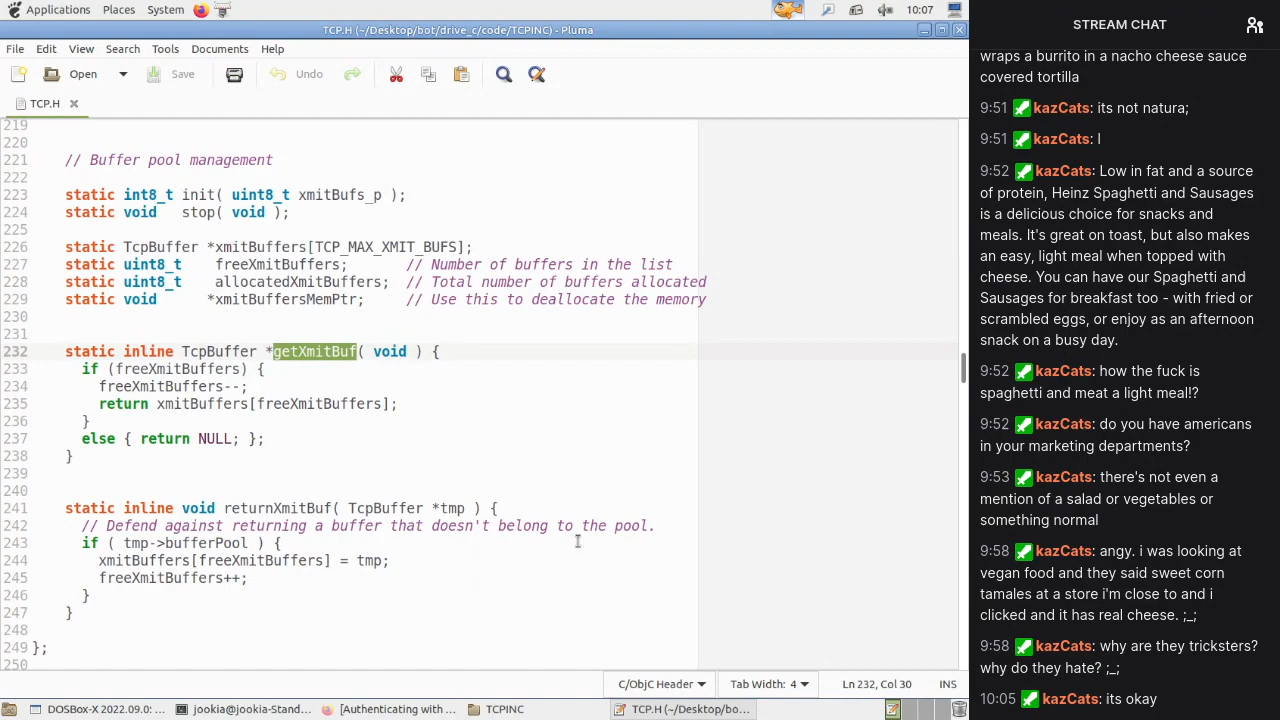 Applications Places System 10:07
TCP.H (~/Desktop/bot/drive_c/code/TCPINC) - Pluma
File Edit View Search Tools Documents Help
Open Save Undo
TCP.H
219
220
221 // Buffer pool management
222
223 static int8_t init( uint8_t xmitBufs_p );
224 static void stop( void );
225
226 static TcpBuffer *xmitBuffers[TCP_MAX_XMIT_BUFS];
227 static uint8_t freeXmitBuffers; // Number of buffers in the list
228 static uint8_t allocatedXmitBuffers; // Total number of buffers allocated
229 static void *xmitBuffersMemPtr; // Use this to deallocate the memory
230
231
232 static inline TcpBuffer *getXmitBuf( void ) {
233 if (freeXmitBuffers) {
234 freeXmitBuffers--;
235 return xmitBuffers[freeXmitBuffers];
236 }
237 else { return NULL; };
238 }
239
240
241 static inline void returnXmitBuf( TcpBuffer *tmp ) {
242 // Defend against returning a buffer that doesn't belong to the pool.
243 if ( tmp->bufferPool ) {
244 xmitBuffers[freeXmitBuffers] = tmp;
245 freeXmitBuffers++;
246 }
247 }
248
249 };
250
C/ObjC Header Tab Width: 4 Ln 232, Col 30 INS
DOSBox-X 2022.09.0: ... jookia@jookia-Stand... [Authenticating with ... TCPINC TCP.H (~/Desktop/bo...
STREAM CHAT
wraps a burrito in a nacho cheese sauce
covered tortilla
9:51 kazCats: its not natura;
9:51 kazCats: l
9:52 kazCats: Low in fat and a source
of protein, Heinz Spaghetti and Sausages
is a delicious choice for snacks and
meals. It's great on toast, but also makes
an easy, light meal when topped with
cheese. You can have our Spaghetti and
Sausages for breakfast too - with fried or
scrambled eggs, or enjoy as an afternoon
snack on a busy day.
9:52 kazCats: how the fuck is
spaghetti and meat a light meal!?
9:52 kazCats: do you have americans
in your marketing departments?
9:53 kazCats: there's not even a
mention of a salad or vegetables or
something normal
9:58 kazCats: angry. i was looking at
vegan food and they said sweet corn
tamales at a store i'm close to and i
clicked and it has real cheese. ;_;
9:58 kazCats: why are they tricksters?
why do they hate? ;_;
10:05 kazCats: its okay